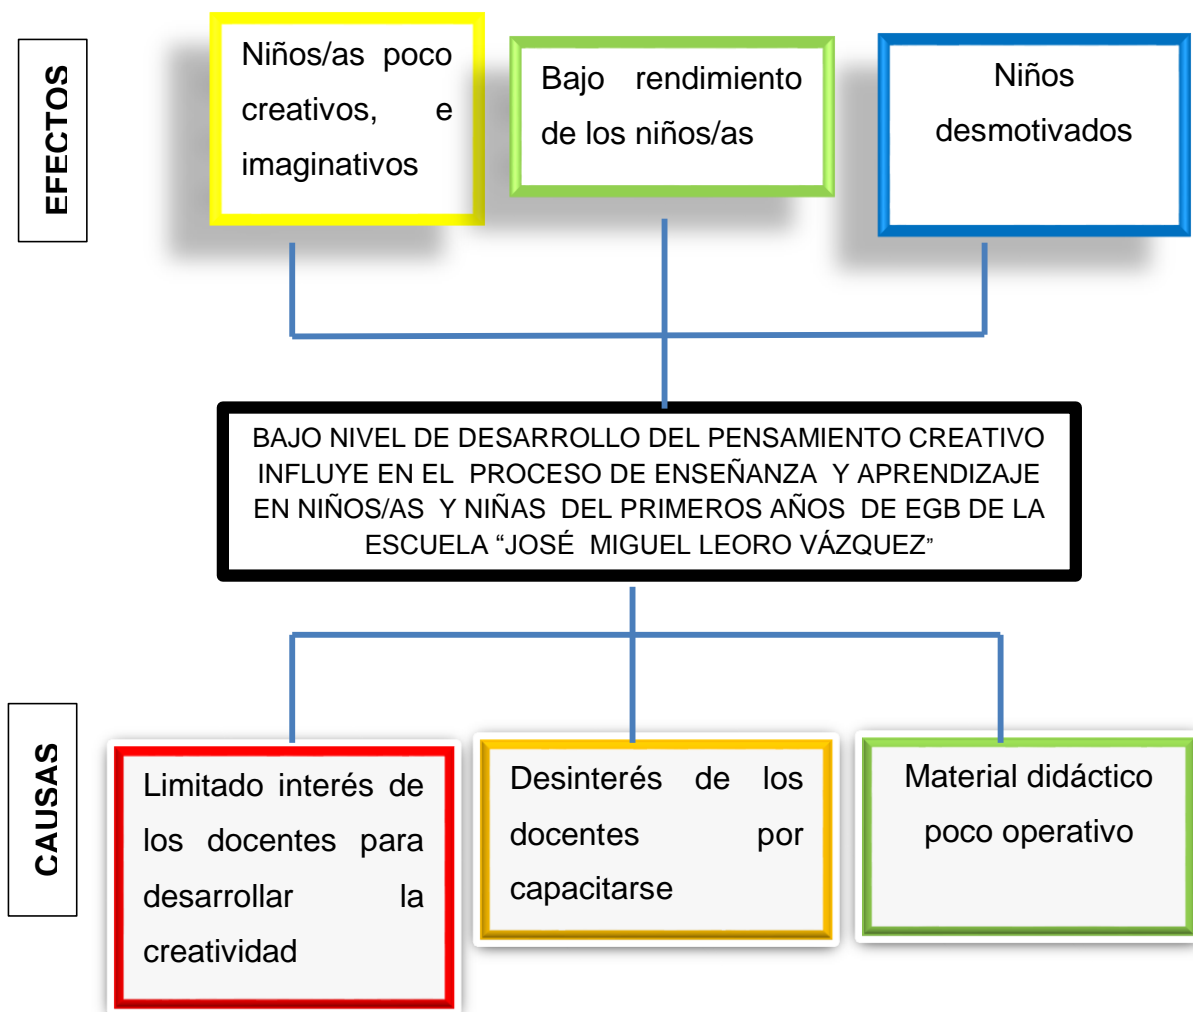 EFECTOS
Niños/as poco
creativos, e
imaginativos
Bajo rendimiento
de los niños/as
Niños
desmotivados
BAJO NIVEL DE DESARROLLO DEL PENSAMIENTO CREATIVO
INFLUYE EN EL PROCESO DE ENSEÑANZA Y APRENDIZAJE
EN NIÑOS/AS Y NIÑAS DEL PRIMEROS AÑOS DE EGB DE LA
ESCUELA “JOSÉ MIGUEL LEORO VÁZQUEZ”
CAUSAS
Limitado interés de
los docentes para
desarrollar la
creatividad
Desinterés de los
docentes por
capacitarse
Material didáctico
poco operativo